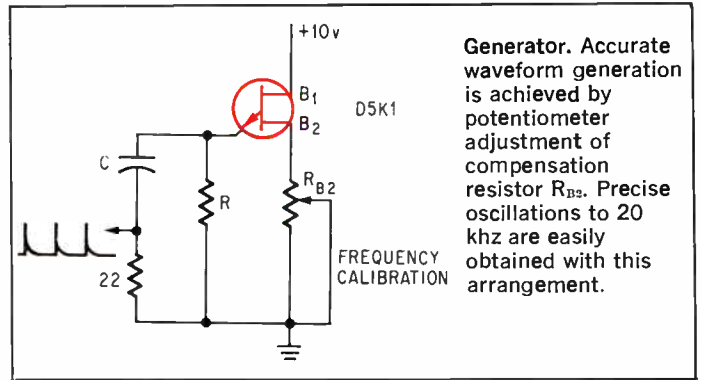 +10v
B1
B2
D5K1
C
R
RB2
22
FREQUENCY
CALIBRATION
Generator. Accurate
waveform generation
is achieved by
potentiometer
adjustment of
compensation
resistor RB2. Precise
oscillations to 20
khz are easily
obtained with this
arrangement.